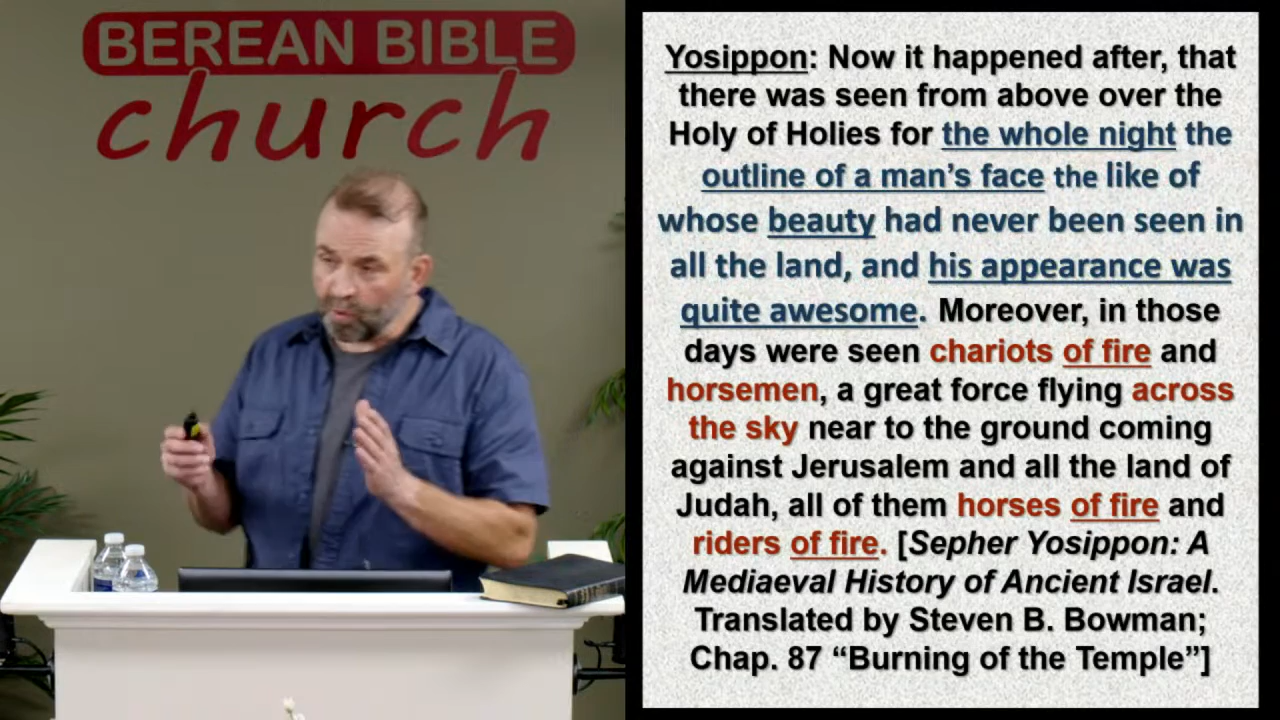 BEREAN BIBLE
church
Yosippon: Now it happened after, that
there was seen from above over the
Holy of Holies for the whole night the
outline of a man's face the like of
whose beauty had never been seen in
all the land, and his appearance was
quite awesome. Moreover, in those
days were seen chariots of fire and
horsemen, a great force flying across
the sky near to the ground coming
against Jerusalem and all the land of
Judah, all of them horses of fire and
riders of fire. [Sepher Yosippon: A
Mediaeval History of Ancient Israel.
Translated by Steven B. Bowman;
Chap. 87 “Burning of the Temple”]